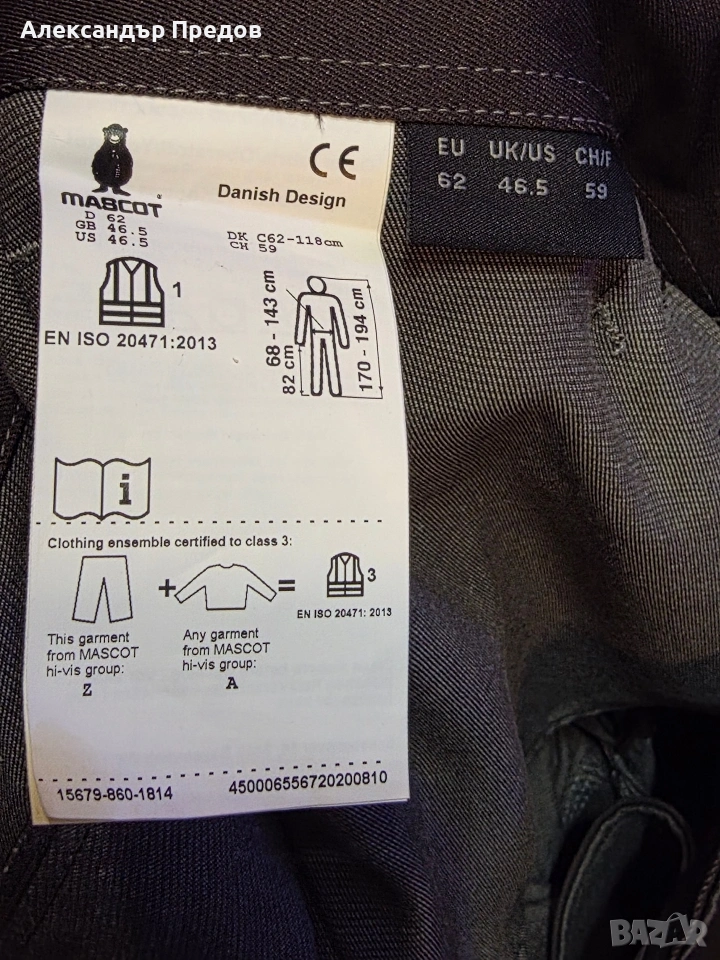 Александър Предов
MASCOT
D 62
GB 46.5
US 46.5
CE
Danish Design
DK C62-118cm
CH 59
EU UK/US CH/F
62 46.5 59
1
EN ISO 20471:2013
68 - 143 cm
82 cm
170 - 194 cm
i
Clothing ensemble certified to class 3:
+ = 3
EN ISO 20471: 2013
This garment
from MASCOT
hi-vis group:
Z
Any garment
from MASCOT
hi-vis group:
A
15679-860-1814
450006556720200810
BAZAR